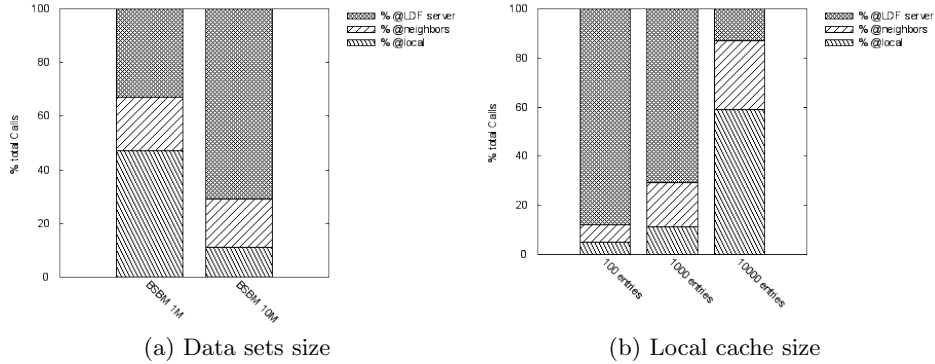 % total Calls
100
80
60
40
20
0
BSBM 1M
BSBM 10M
% @LDF server
% @neighbors
% @local
(a) Data sets size
% total Calls
100
80
60
40
20
0
100 entries
1000 entries
10000 entries
% @LDF server
% @neighbors
% @local
(b) Local cache size